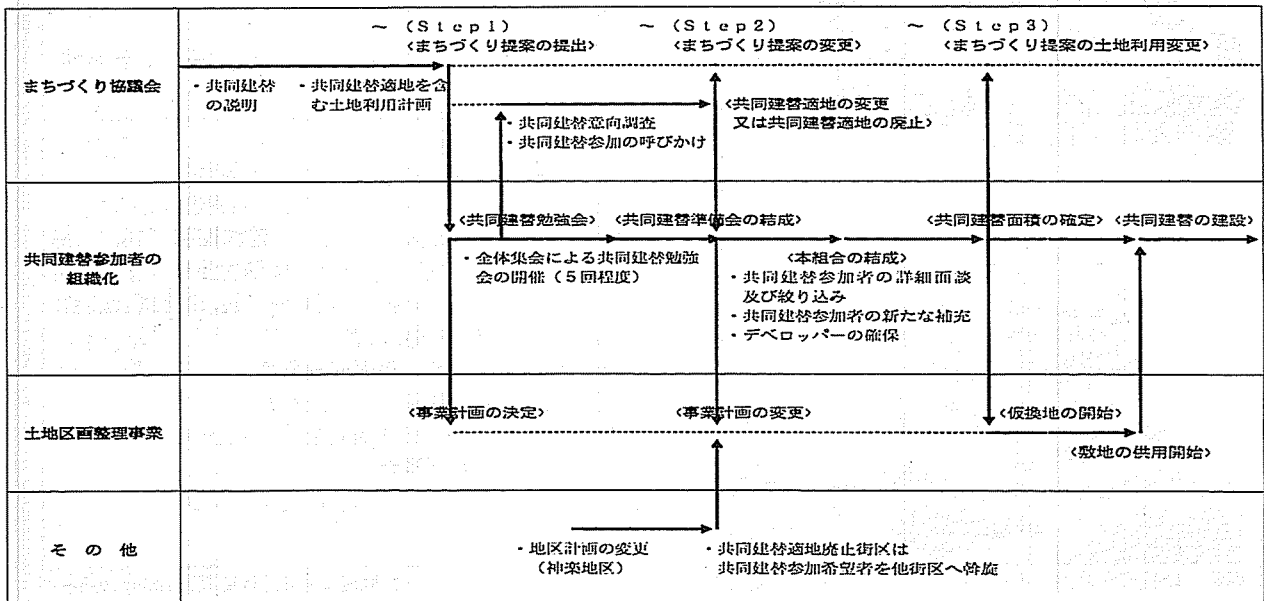 ～（Step1）
<まちづくり提案の提出>
～（Step2）
<まちづくり提案の変更>
～（Step3）
<まちづくり提案の土地利用変更>
まちづくり協議会
・共同建替
の説明
・共同建替適地を含
む土地利用計画
・共同建替意向調査
・共同建替参加の呼びかけ
<共同建替適地の変更
又は共同建替適地の廃止>
共同建替参加者の
組織化
<共同建替勉強会>
<共同建替準備会の結成>
<共同建替面積の確定>
<共同建替の建設>
・全体集会による共同建替勉強
会の開催（5回程度）
<本組合の結成>
・共同建替参加者の詳細面談
及び絞り込み
・共同建替参加者の新たな補充
・デベロッパーの確保
土地区画整理事業
<事業計画の決定>
<事業計画の変更>
<仮換地の開始>
<敷地の供用開始>
その他
・地区計画の変更
（神楽地区）
・共同建替適地廃止街区は
共同建替参加希望者を他街区へ斡旋